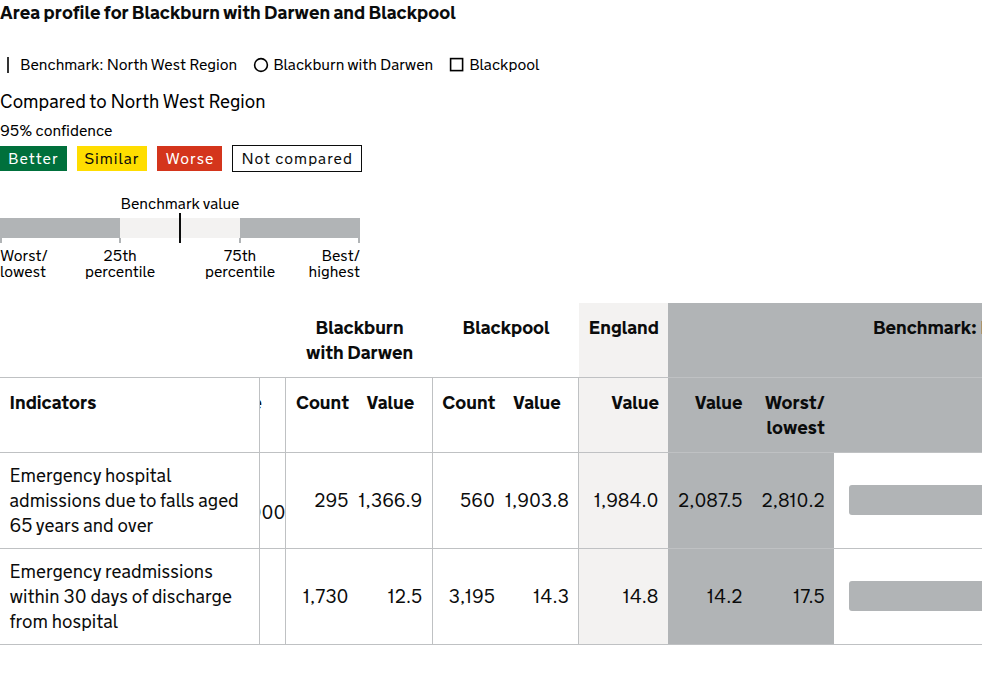 Area profile for Blackburn with Darwen and Blackpool
Benchmark: North West Region Blackburn with Darwen Blackpool
Compared to North West Region
95% confidence
Better Similar Worse Not compared
Benchmark value
Worst/ 25th 75th Best/
lowest percentile percentile highest
Blackburn Blackpool England Benchmark:
with Darwen
Indicators Count Value Count Value Value Value Worst/
lowest
Emergency hospital
admissions due to falls aged 00 295 1,366.9 560 1,903.8 1,984.0 2,087.5 2,810.2
65 years and over
Emergency readmissions
within 30 days of discharge 1,730 12.5 3,195 14.3 14.8 14.2 17.5
from hospital